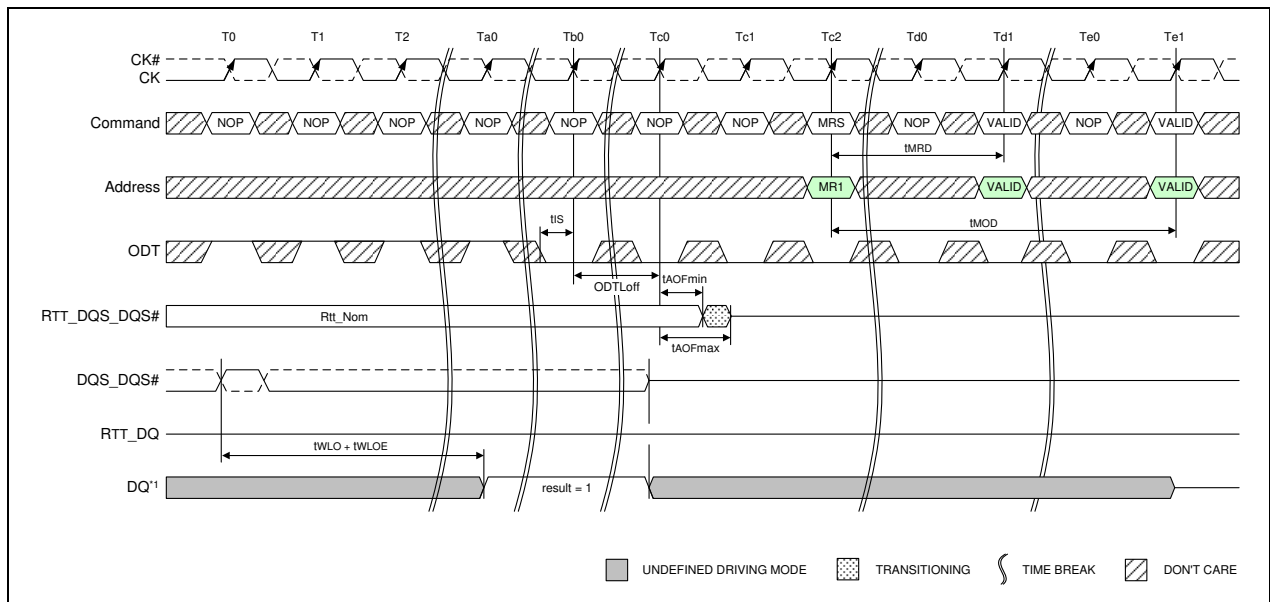 T0 T1 T2 Ta0 Tb0 Tc0 Tc1 Tc2 Td0 Td1 Te0 Te1
CK#
CK
Command NOP NOP NOP NOP NOP NOP NOP MRS NOP VALID NOP VALID
tMRD
Address MR1 VALID VALID
tIS
tMOD
ODT
tAOFmin
ODTLoff
RTT_DQS_DQS# Rtt_Nom
tAOFmax
DQS_DQS#
RTT_DQ
tWLO + tWLOE
DQ*1 result = 1
UNDEFINED DRIVING MODE TRANSITIONING TIME BREAK DON'T CARE